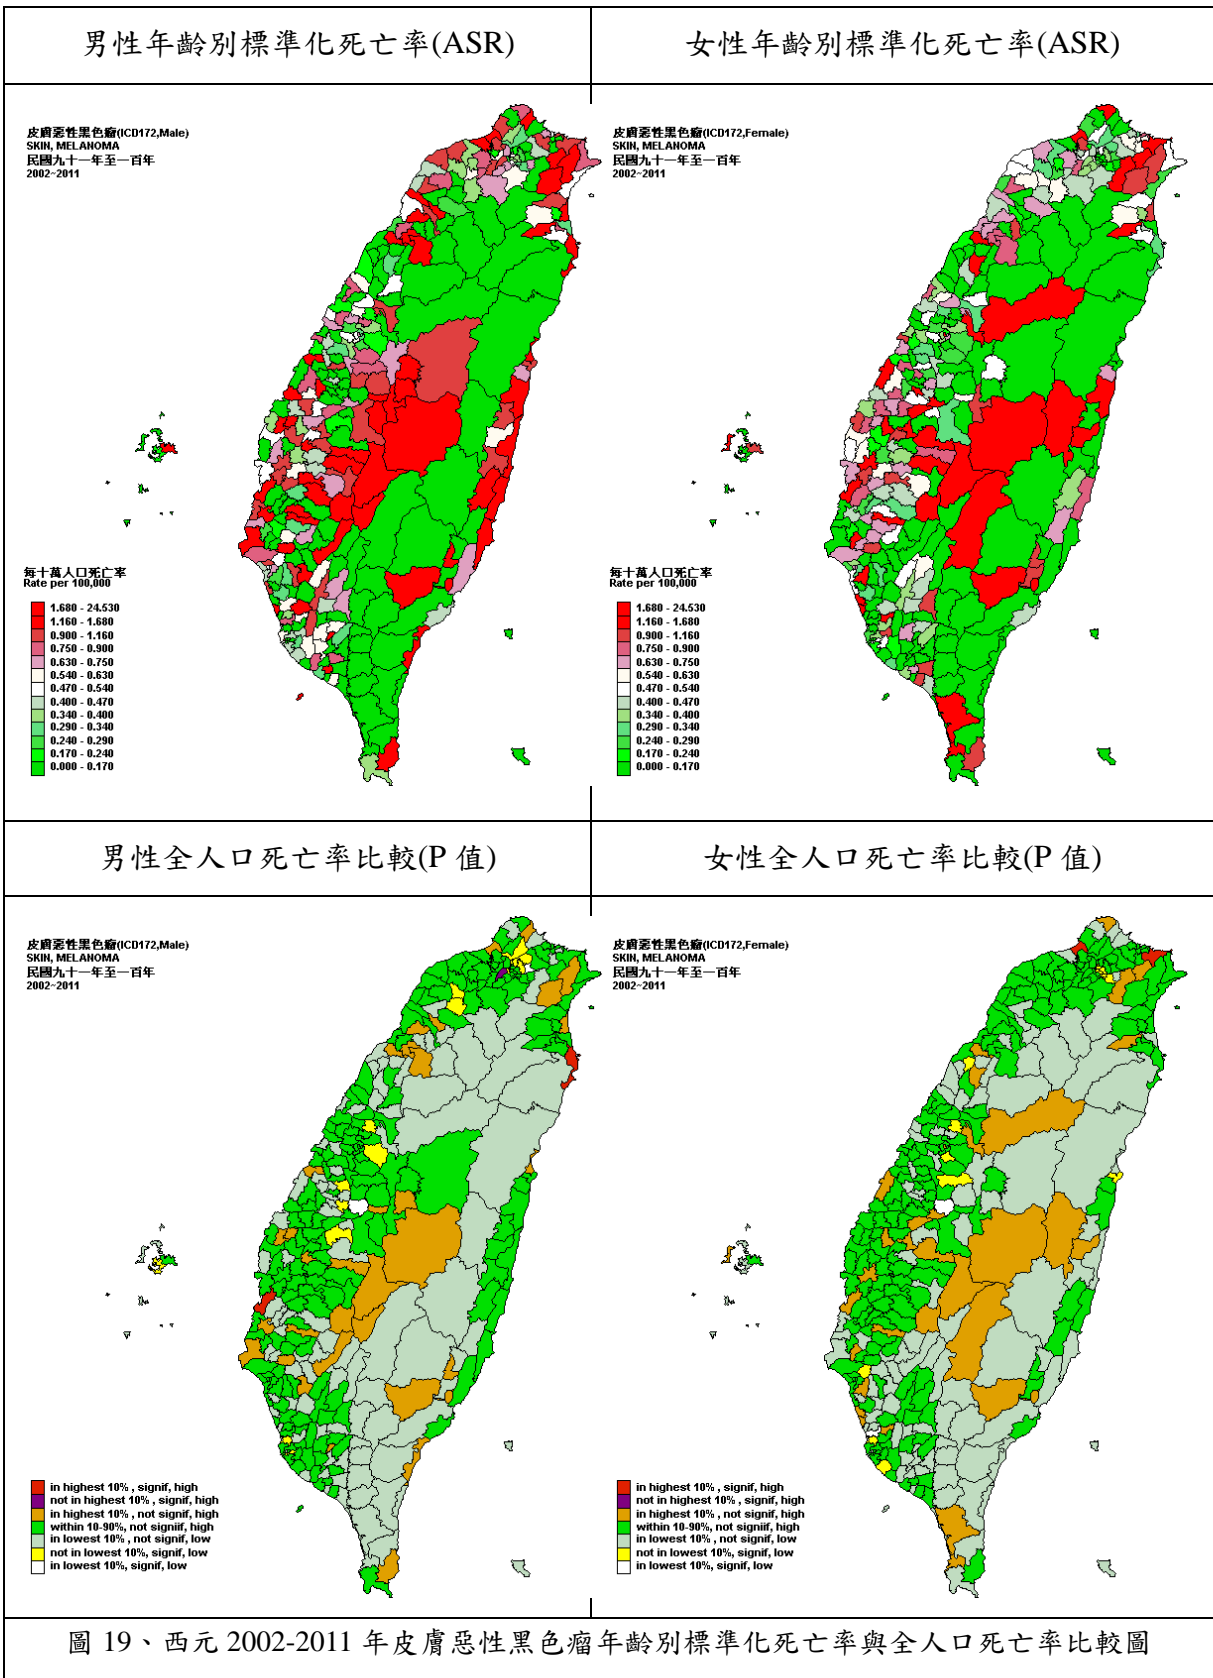 男性年齡別標準化死亡率(ASR)
女性年齡別標準化死亡率(ASR)
皮膚惡性黑色瘤(ICD172,Male)
SKIN, MELANOMA
民國九十一年至一百年
2002~2011
每十萬人口死亡率
Rate per 100,000
1.680 - 24.530
1.160 - 1.680
0.900 - 1.160
0.750 - 0.900
0.630 - 0.750
0.540 - 0.630
0.470 - 0.540
0.400 - 0.470
0.340 - 0.400
0.290 - 0.340
0.240 - 0.290
0.170 - 0.240
0.000 - 0.170
皮膚惡性黑色瘤(ICD172,Female)
SKIN, MELANOMA
民國九十一年至一百年
2002~2011
每十萬人口死亡率
Rate per 100,000
1.680 - 24.530
1.160 - 1.680
0.900 - 1.160
0.750 - 0.900
0.630 - 0.750
0.540 - 0.630
0.470 - 0.540
0.400 - 0.470
0.340 - 0.400
0.290 - 0.340
0.240 - 0.290
0.170 - 0.240
0.000 - 0.170
男性全人口死亡率比較(P 值)
女性全人口死亡率比較(P 值)
皮膚惡性黑色瘤(ICD172,Male)
SKIN, MELANOMA
民國九十一年至一百年
2002~2011
in highest 10% , signif, high
not in highest 10% , signif, high
in highest 10% , not signif, high
within 10-90%, not signiif, high
in lowest 10% , not signif, low
not in lowest 10%, signif, low
in lowest 10%, signif, low
皮膚惡性黑色瘤(ICD172,Female)
SKIN, MELANOMA
民國九十一年至一百年
2002~2011
in highest 10% , signif, high
not in highest 10% , signif, high
in highest 10% , not signif, high
within 10-90%, not signiif, high
in lowest 10% , not signif, low
not in lowest 10%, signif, low
in lowest 10%, signif, low
圖 19、西元 2002-2011 年皮膚惡性黑色瘤年齡別標準化死亡率與全人口死亡率比較圖